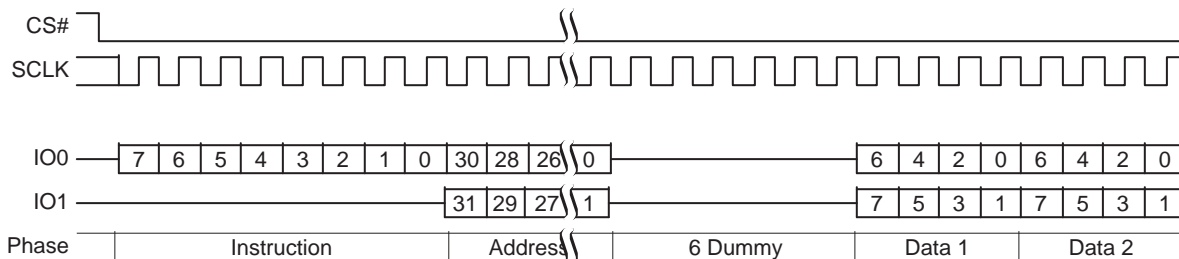 CS#
SCLK
IO0 7 6 5 4 3 2 1 0 30 28 26 0 6 4 2 0 6 4 2 0
IO1 31 29 27 1 7 5 3 1 7 5 3 1
Phase Instruction Address 6 Dummy Data 1 Data 2